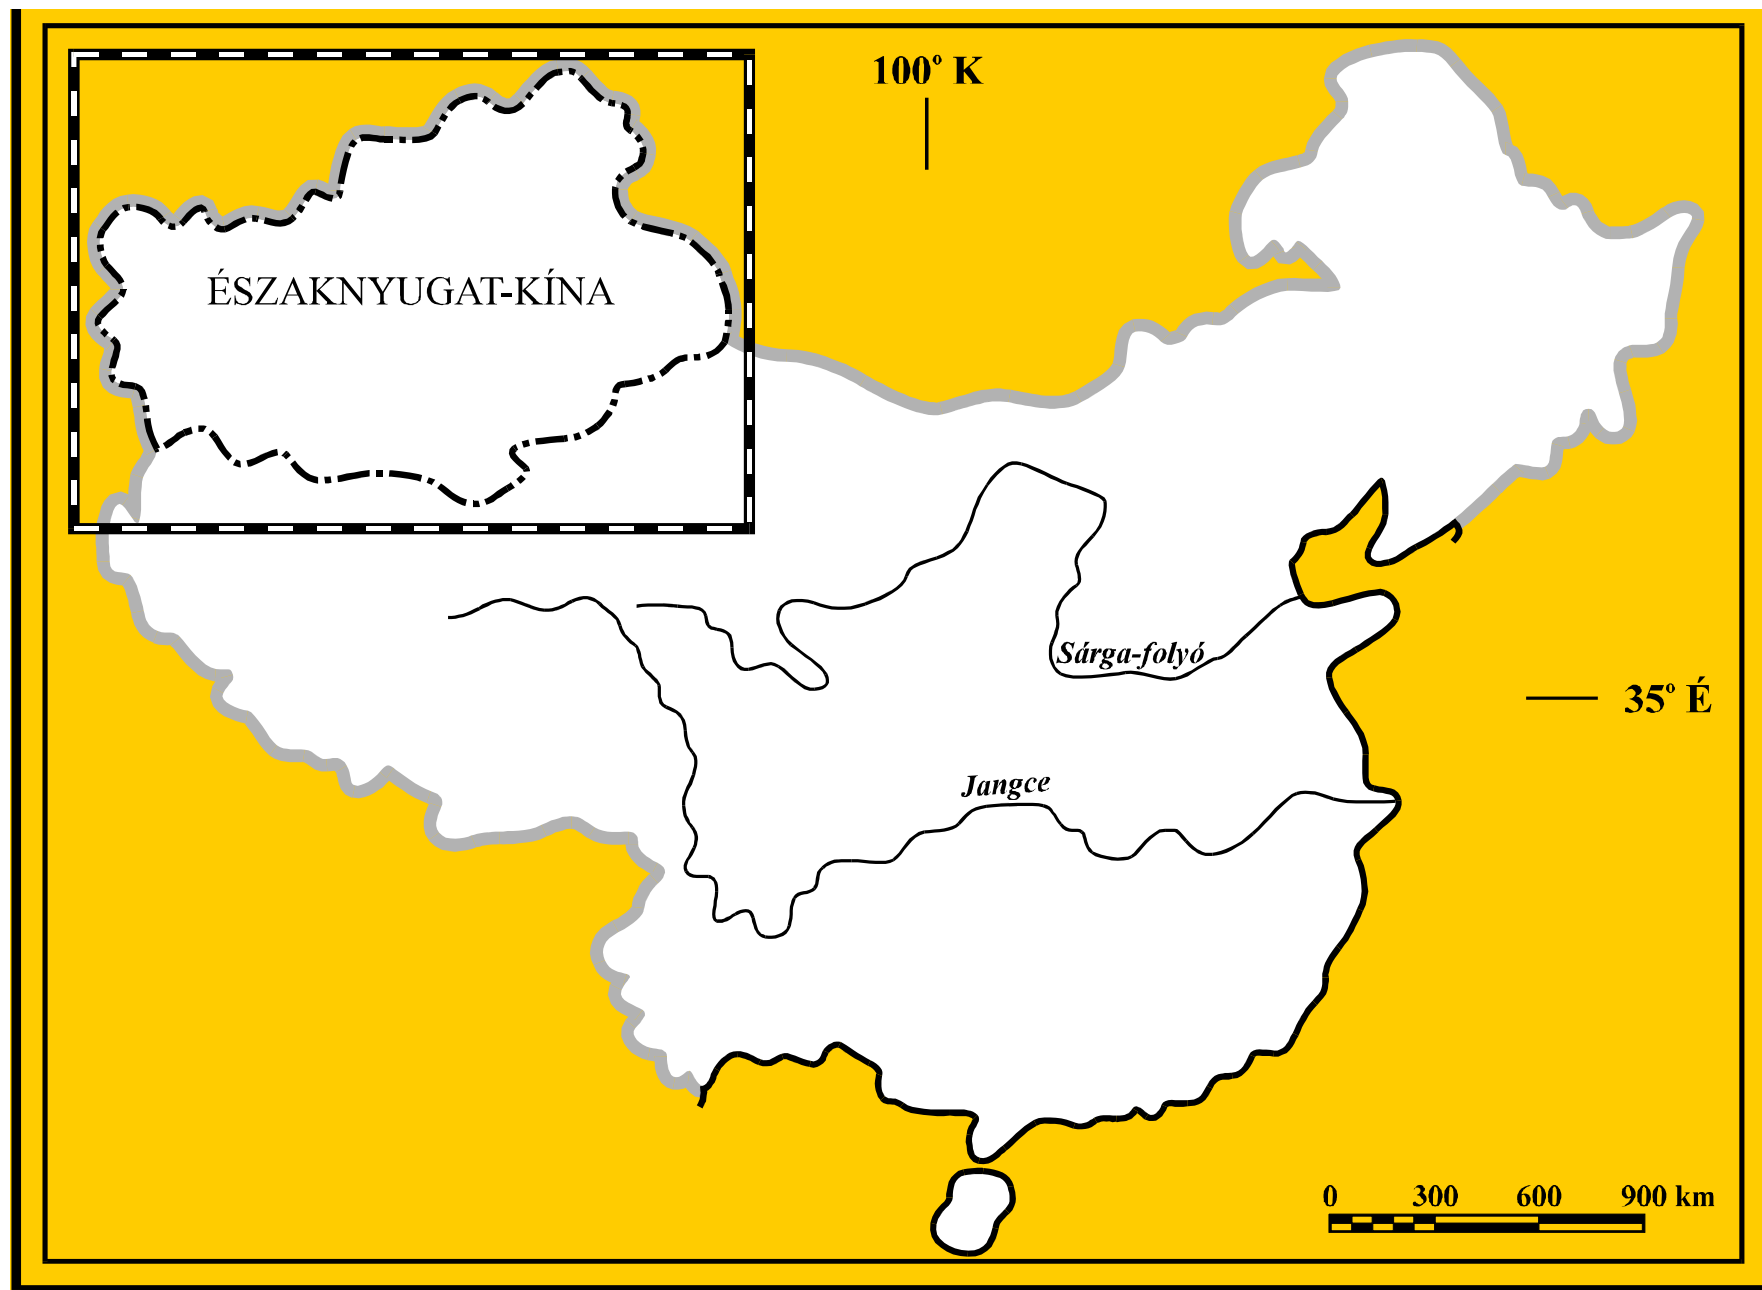 100° K
ÉSZAKNYUGAT-KÍNA
Sárga-folyó
35° É
Jangce
0 300 600 900 km